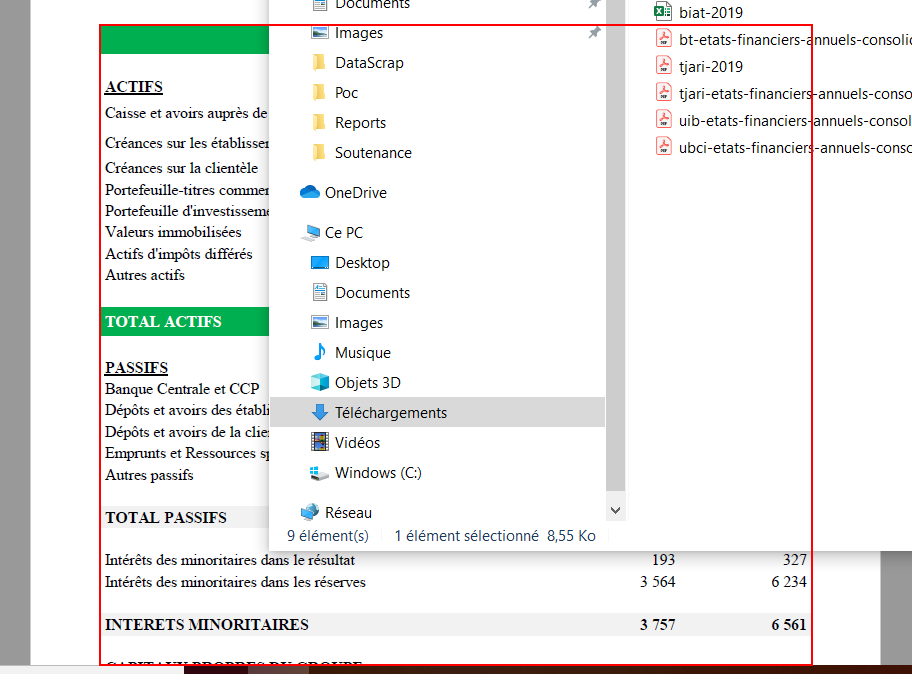 ACTIFS
Caisse et avoirs auprès de
Créances sur les établisse
Créances sur la clientèle
Portefeuille-titres commer
Portefeuille d'investisseme
Valeurs immobilisées
Actifs d'impôts différés
Autres actifs
TOTAL ACTIFS
PASSIFS
Banque Centrale et CCP
Dépôts et avoirs des établi
Dépôts et avoirs de la clie
Emprunts et Ressources sp
Autres passifs
TOTAL PASSIFS
Intérêts des minoritaires dans le résultat 193 327
Intérêts des minoritaires dans les réserves 3 564 6 234
INTERETS MINORITAIRES 3 757 6 561
CAPITAUX PROPRES DU GROUPE
Documents
Images
DataScrap
Poc
Reports
Soutenance
OneDrive
Ce PC
Desktop
Documents
Images
Musique
Objets 3D
Téléchargements
Vidéos
Windows (C:)
Réseau
9 élément(s) 1 élément sélectionné 8,55 Ko
biat-2019
bt-etats-financiers-annuels-consolid
tjari-2019
tjari-etats-financiers-annuels-conso
uib-etats-financiers-annuels-consol
ubci-etats-financiers-annuels-conso